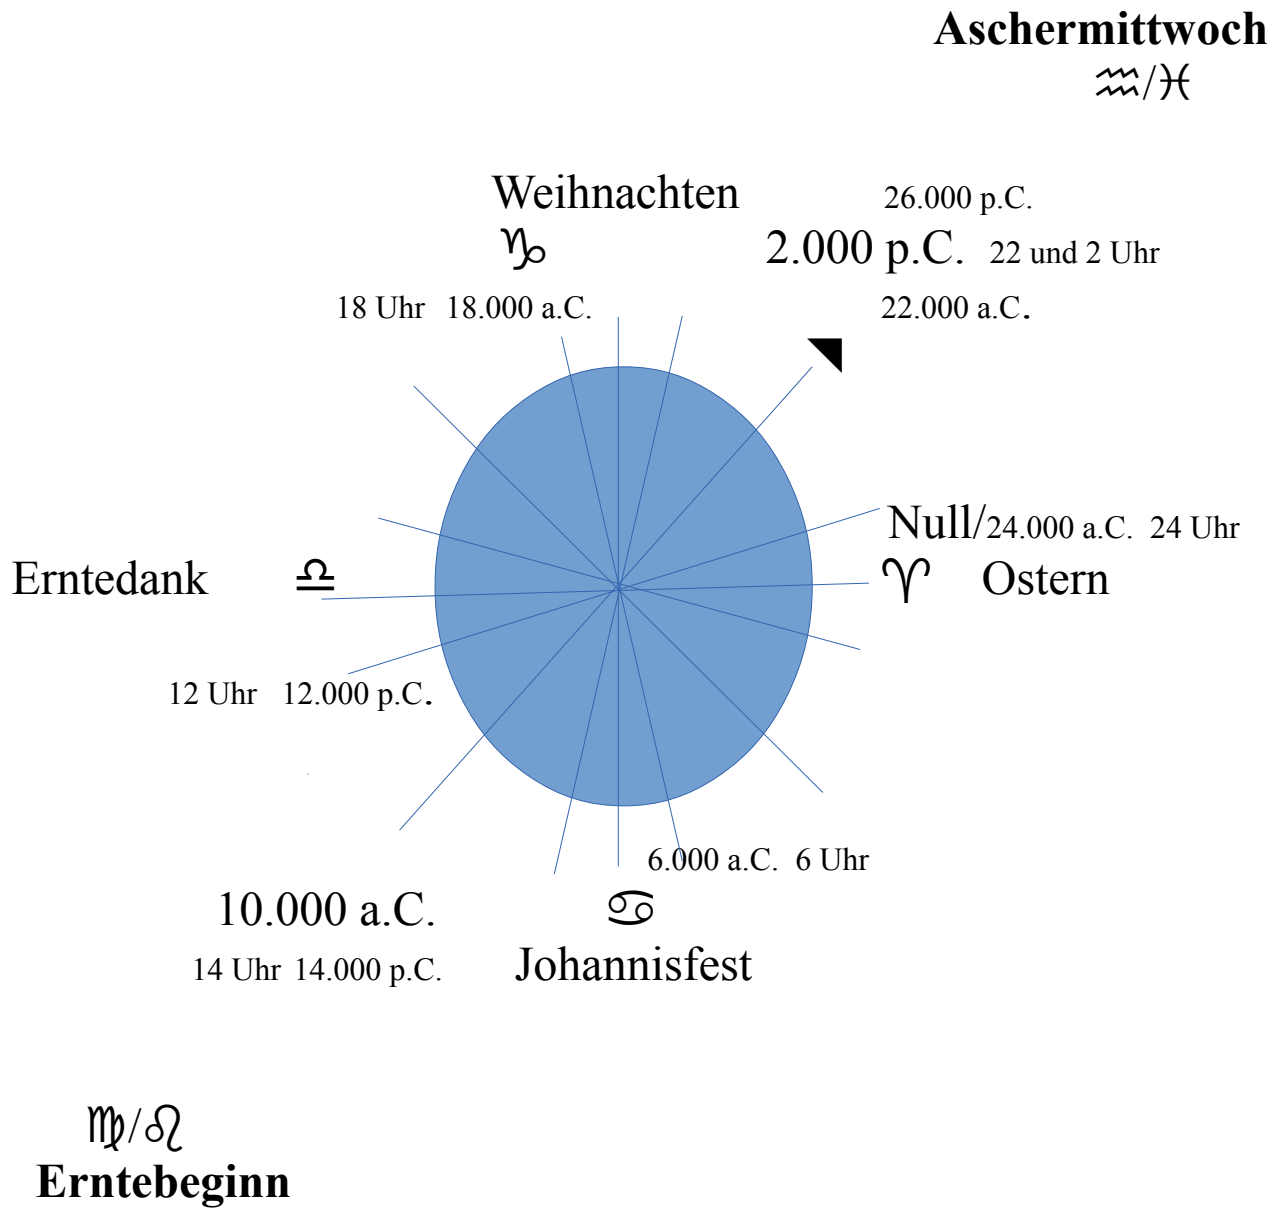 Aschermittwoch
♒/♓
Weihnachten
26.000 p.C.
♑
2.000 p.C. 22 und 2 Uhr
18 Uhr 18.000 a.C.
22.000 a.C.
Null/24.000 a.C. 24 Uhr
Erntedank ♎
♈ Ostern
12 Uhr 12.000 p.C.
6.000 a.C. 6 Uhr
10.000 a.C.
♋
14 Uhr 14.000 p.C.
Johannisfest
♍/♌
Erntebeginn